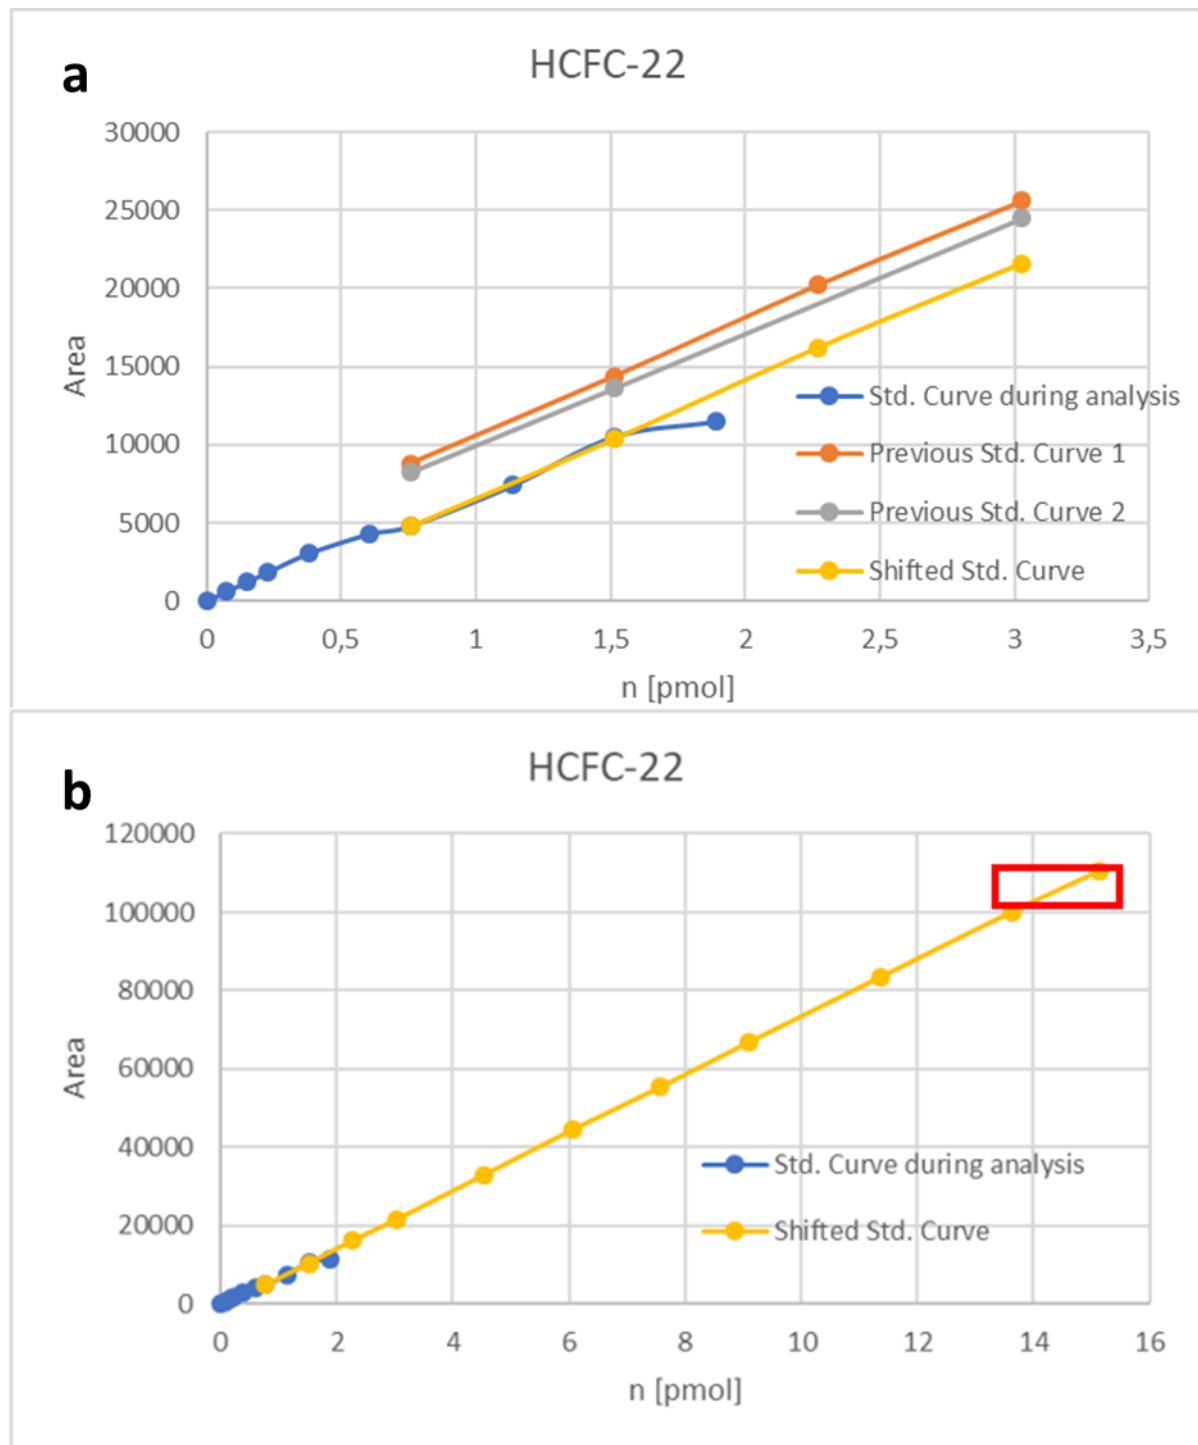 a
HCFC-22
30000
25000
20000
15000
10000
5000
0
Area
Std. Curve during analysis
Previous Std. Curve 1
Previous Std. Curve 2
Shifted Std. Curve
0 0,5 1 1,5 2 2,5 3 3,5
n [pmol]
b
HCFC-22
120000
100000
80000
60000
40000
20000
0
Area
Std. Curve during analysis
Shifted Std. Curve
0 2 4 6 8 10 12 14 16
n [pmol]